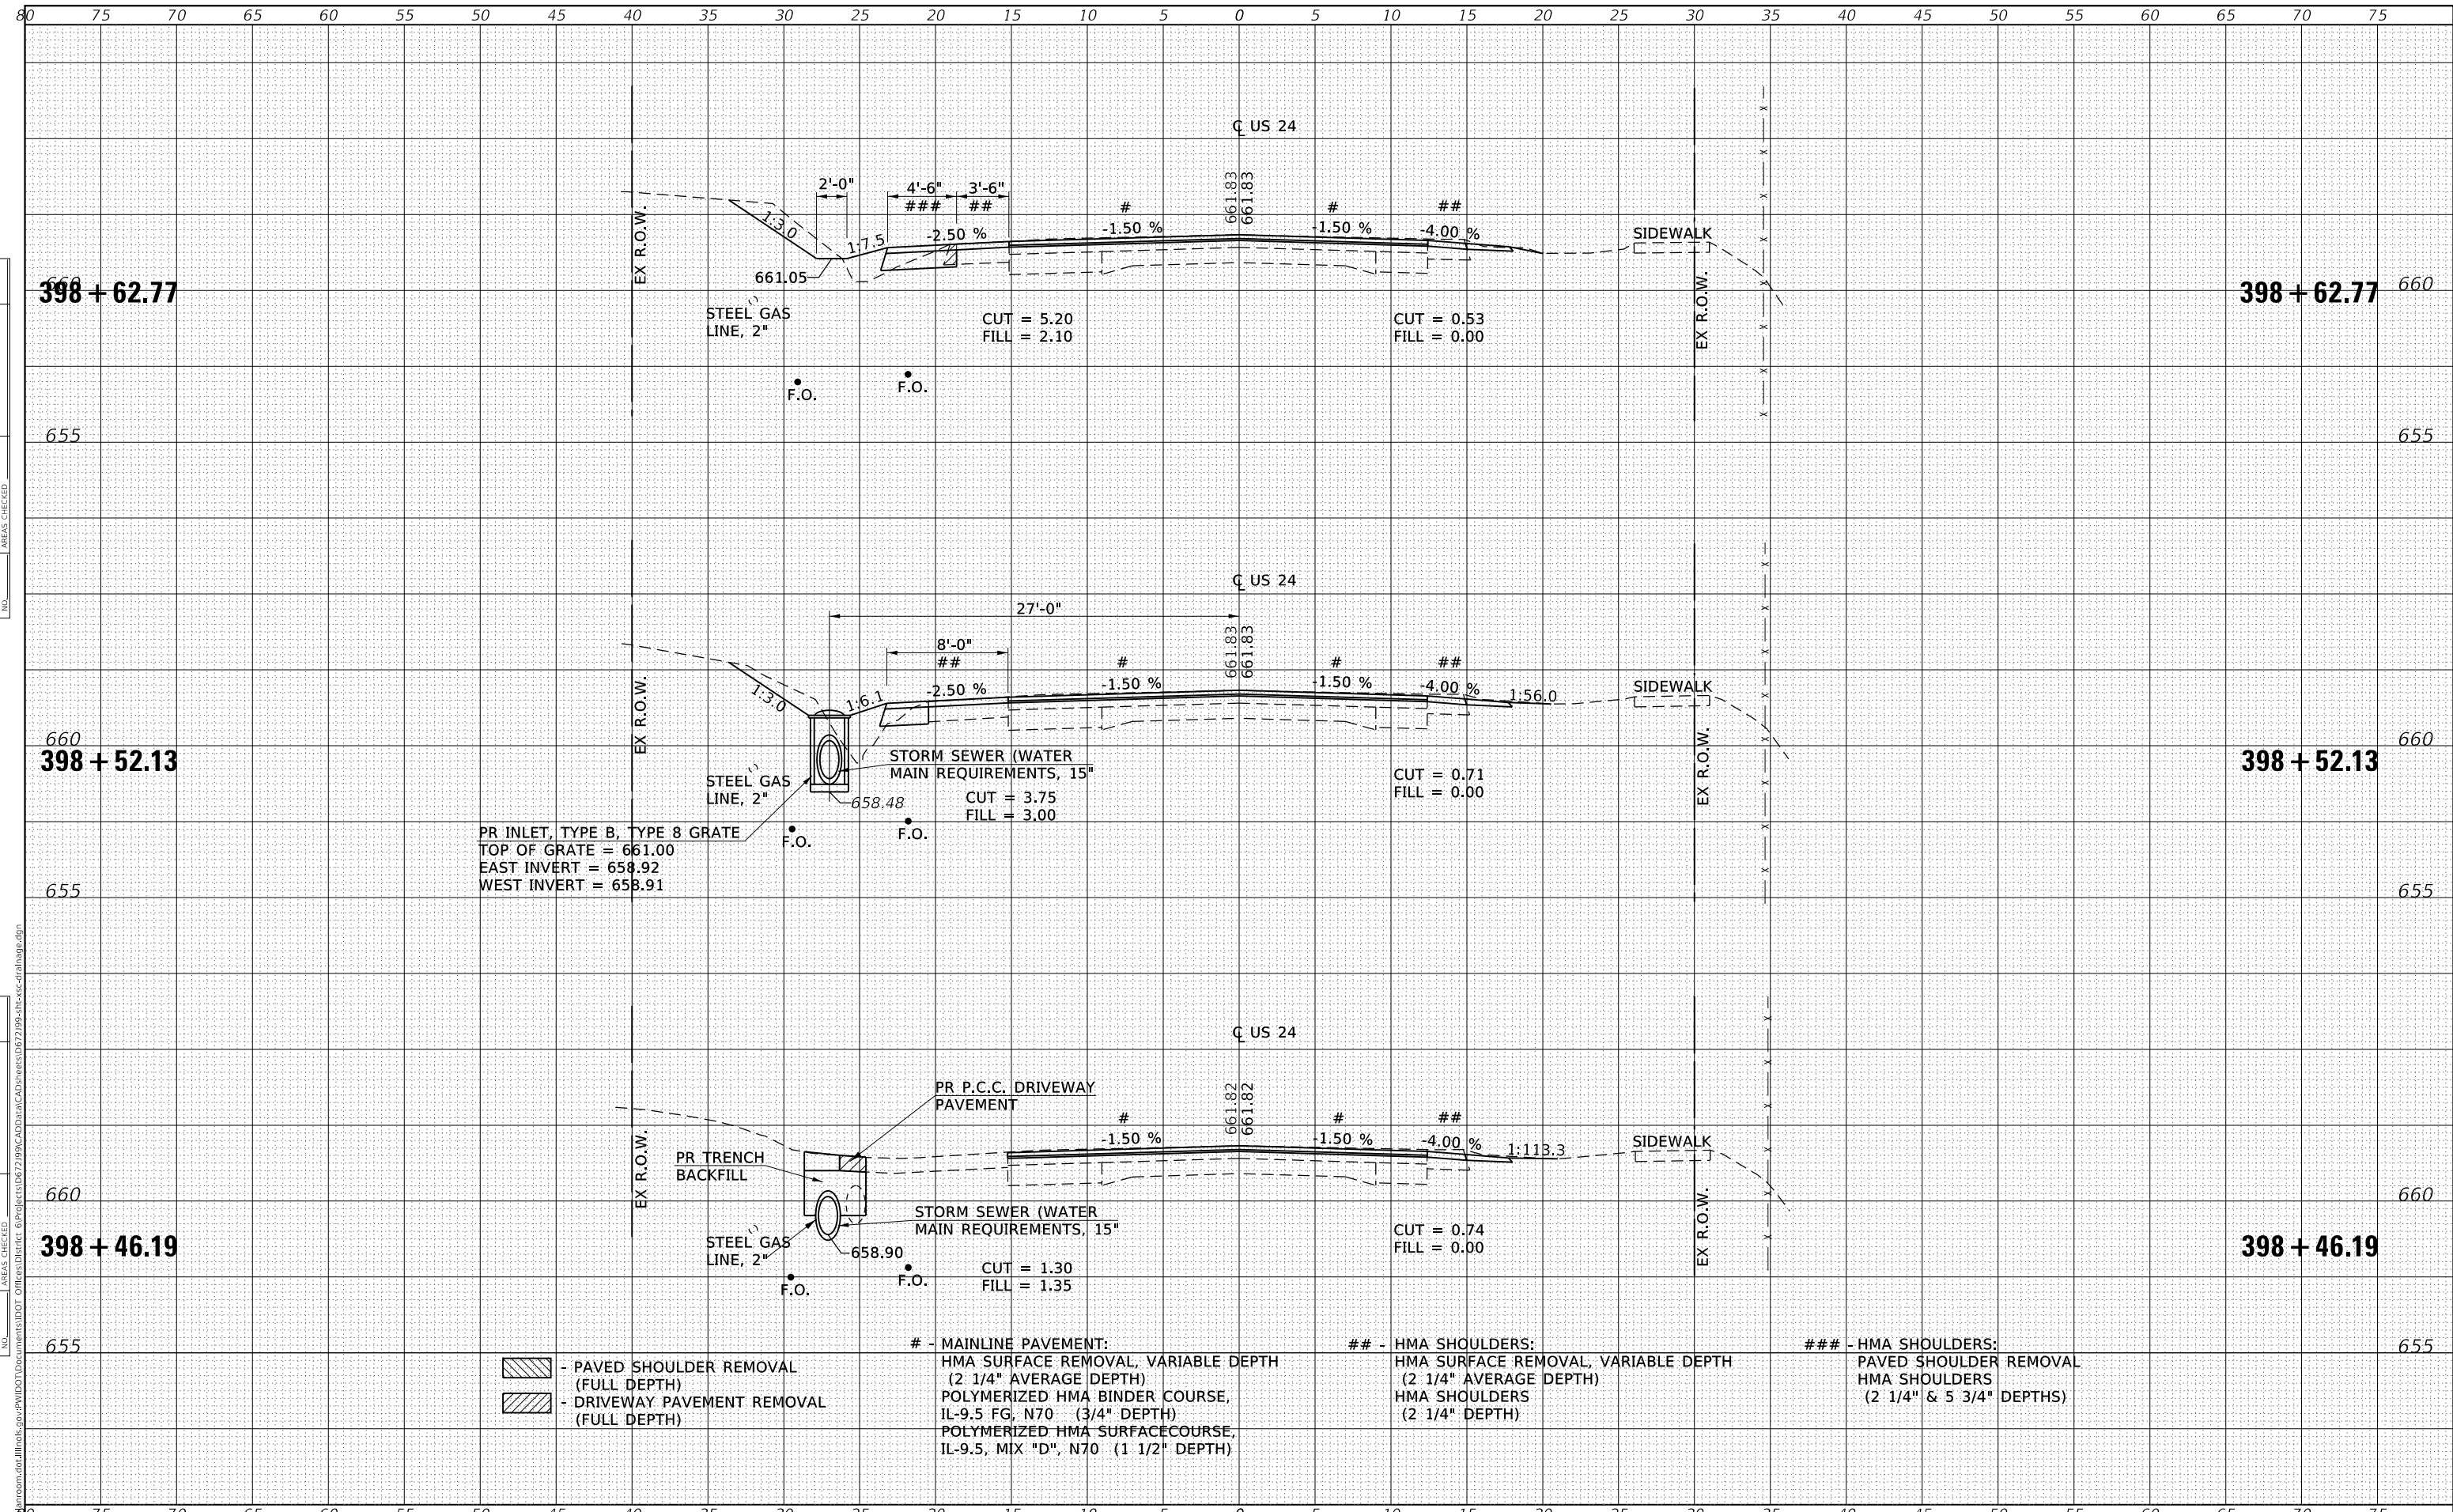 80 75 70 65 60 55 50 45 40 35 30 25 20 15 10 5 0 5 10 15 20 25 30 35 40 45 50 55 60 65 70 75
℄ US 24
EX R.O.W.
2'-0"
4'-6"
3'-6"
###
##
#
661.83
661.83
#
##
1:3.0
1:7.5
-2.50 %
-1.50 %
-1.50 %
-4.00 %
SIDEWALK
EX R.O.W.
661.05
660
398+62.77
398+62.77
660
STEEL GAS
LINE, 2"
CUT = 5.20
FILL = 2.10
CUT = 0.53
FILL = 0.00
F.O.
F.O.
655
655
AREAS CHECKED
NO.
℄ US 24
27'-0"
8'-0"
##
#
661.83
661.83
#
##
EX R.O.W.
1:3.0
1:6.1
-2.50 %
-1.50 %
-1.50 %
-4.00 %
1:56.0
SIDEWALK
EX R.O.W.
660
398+52.13
398+52.13
660
STORM SEWER (WATER
MAIN REQUIREMENTS, 15"
STEEL GAS
LINE, 2"
658.48
CUT = 3.75
FILL = 3.00
CUT = 0.71
FILL = 0.00
PR INLET, TYPE B, TYPE 8 GRATE
TOP OF GRATE = 661.00
EAST INVERT = 658.92
WEST INVERT = 658.91
F.O.
F.O.
655
655
℄ US 24
PR P.C.C. DRIVEWAY
PAVEMENT
661.82
661.82
#
#
##
EX R.O.W.
-1.50 %
-1.50 %
-4.00 %
1:113.3
SIDEWALK
EX R.O.W.
PR TRENCH
BACKFILL
660
660
STORM SEWER (WATER
MAIN REQUIREMENTS, 15"
398+46.19
398+46.19
STEEL GAS
LINE, 2"
658.90
CUT = 1.30
FILL = 1.35
CUT = 0.74
FILL = 0.00
F.O.
F.O.
AREAS CHECKED
NO.
655
655
- PAVED SHOULDER REMOVAL
(FULL DEPTH)
- DRIVEWAY PAVEMENT REMOVAL
(FULL DEPTH)
# - MAINLINE PAVEMENT:
HMA SURFACE REMOVAL, VARIABLE DEPTH
(2 1/4" AVERAGE DEPTH)
POLYMERIZED HMA BINDER COURSE,
IL-9.5 FG, N70 (3/4" DEPTH)
POLYMERIZED HMA SURFACECOURSE,
IL-9.5, MIX "D", N70 (1 1/2" DEPTH)
## - HMA SHOULDERS:
HMA SURFACE REMOVAL, VARIABLE DEPTH
(2 1/4" AVERAGE DEPTH)
HMA SHOULDERS
(2 1/4" DEPTH)
### - HMA SHOULDERS:
PAVED SHOULDER REMOVAL
HMA SHOULDERS
(2 1/4" & 5 3/4" DEPTHS)